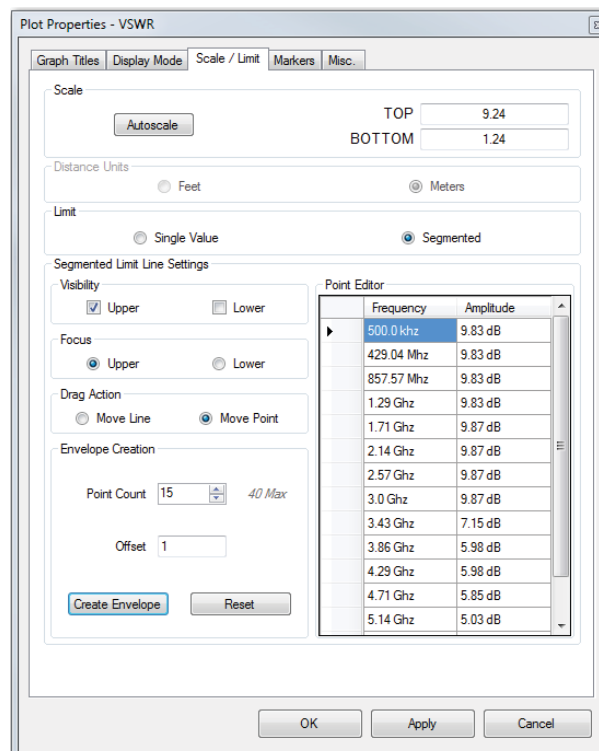 Plot Properties - VSWR
Graph Titles Display Mode Scale / Limit Markers Misc.
Scale
Autoscale
TOP 9.24
BOTTOM 1.24
Distance Units
Feet Meters
Limit
Single Value Segmented
Segmented Limit Line Settings
Visibility
Upper Lower
Focus
Upper Lower
Drag Action
Move Line Move Point
Envelope Creation
Point Count 15 40 Max
Offset 1
Create Envelope Reset
Point Editor
Frequency Amplitude
500.0 khz 9.83 dB
429.04 Mhz 9.83 dB
857.57 Mhz 9.83 dB
1.29 Ghz 9.83 dB
1.71 Ghz 9.87 dB
2.14 Ghz 9.87 dB
2.57 Ghz 9.87 dB
3.0 Ghz 9.87 dB
3.43 Ghz 7.15 dB
3.86 Ghz 5.98 dB
4.29 Ghz 5.98 dB
4.71 Ghz 5.85 dB
5.14 Ghz 5.03 dB
OK Apply Cancel